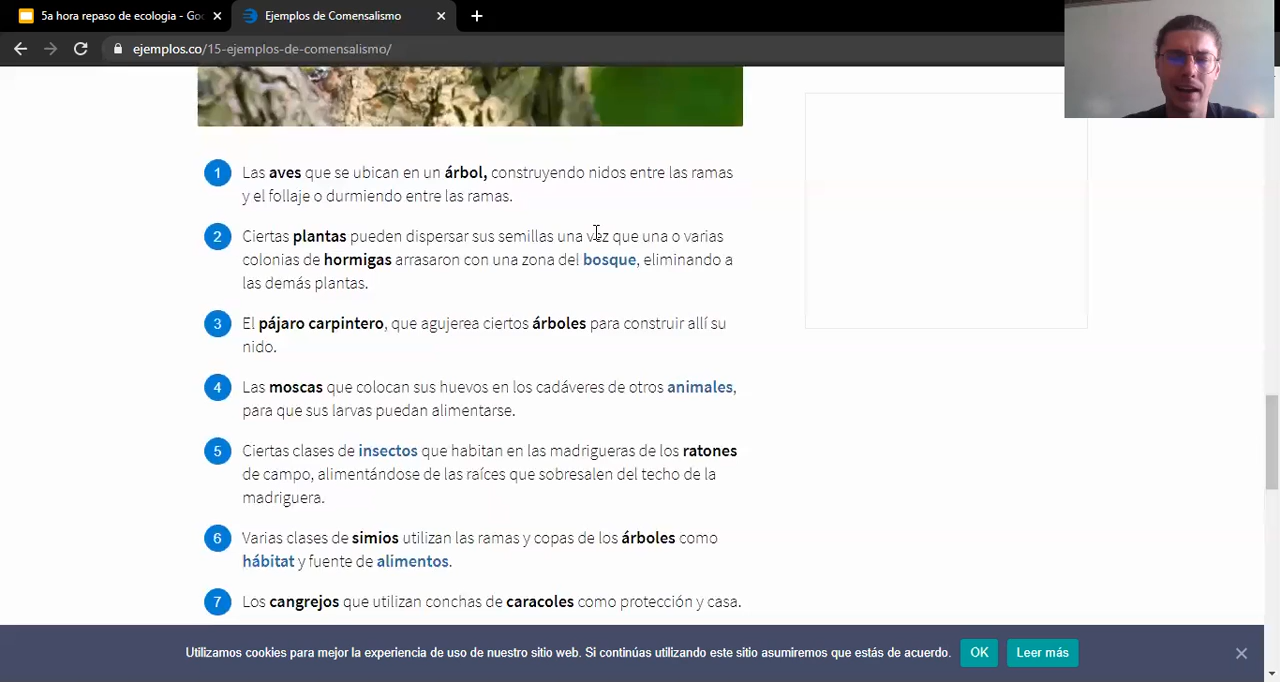 5a hora repaso de ecologia - Goo
Ejemplos de Comensalismo
ejemplos.co/15-ejemplos-de-comensalismo/
1 Las aves que se ubican en un árbol, construyendo nidos entre las ramas
y el follaje o durmiendo entre las ramas.
2 Ciertas plantas pueden dispersar sus semillas una vez que una o varias
colonias de hormigas arrasaron con una zona del bosque, eliminando a
las demás plantas.
3 El pájaro carpintero, que agujerea ciertos árboles para construir allí su
nido.
4 Las moscas que colocan sus huevos en los cadáveres de otros animales,
para que sus larvas puedan alimentarse.
5 Ciertas clases de insectos que habitan en las madrigueras de los ratones
de campo, alimentándose de las raíces que sobresalen del techo de la
madriguera.
6 Varias clases de simios utilizan las ramas y copas de los árboles como
hábitat y fuente de alimentos.
7 Los cangrejos que utilizan conchas de caracoles como protección y casa.
Utilizamos cookies para mejor la experiencia de uso de nuestro sitio web. Si continúas utilizando este sitio asumiremos que estás de acuerdo. OK Leer más